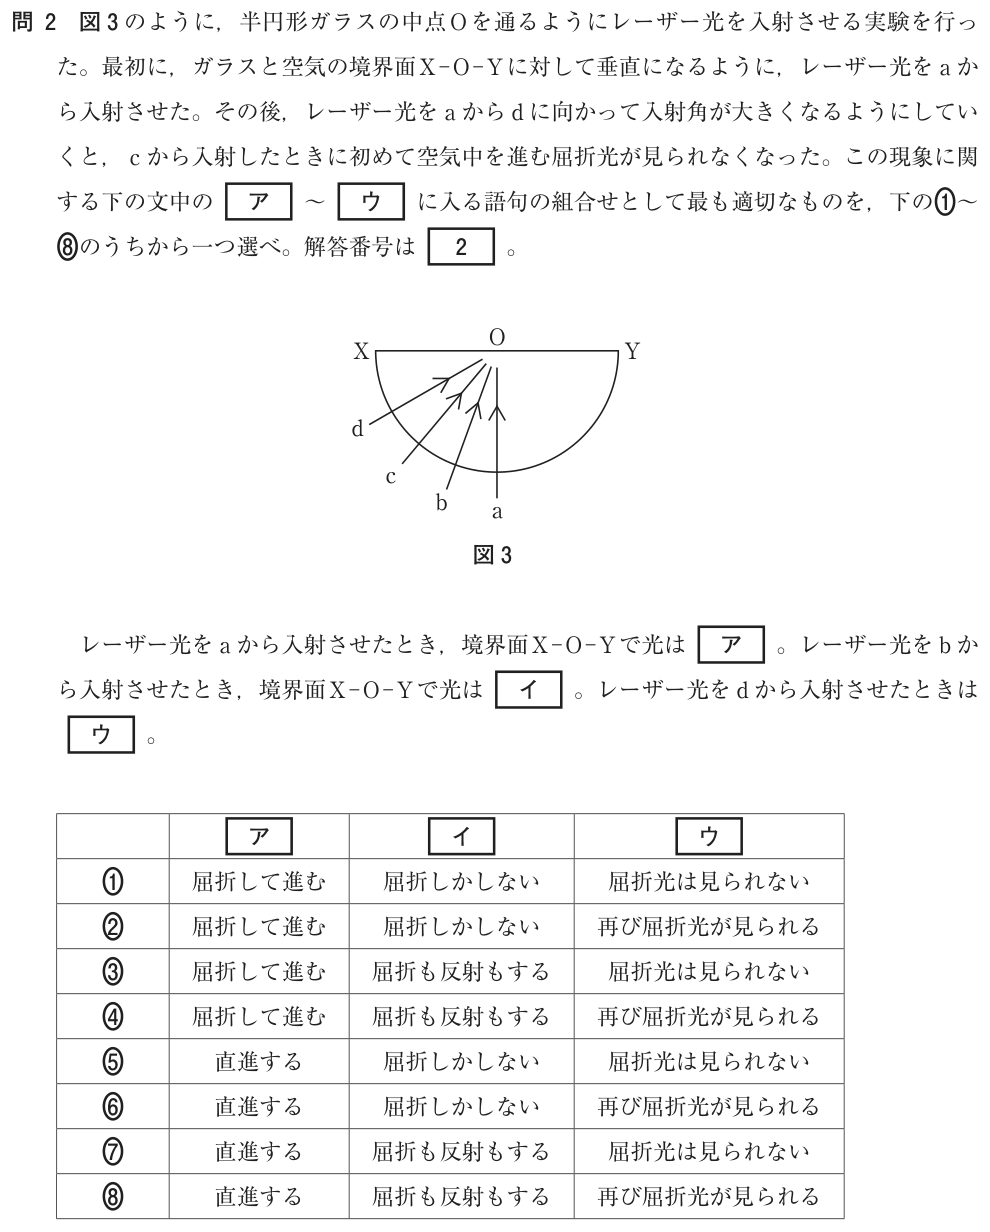 問 2　図 3 のように，半円形ガラスの中点Oを通るようにレーザー光を入射させる実験を行っ
た。最初に，ガラスと空気の境界面X−O−Yに対して垂直になるように，レーザー光をａか
ら入射させた。その後，レーザー光をａからｄに向かって入射角が大きくなるようにしてい
くと，ｃから入射したときに初めて空気中を進む屈折光が見られなくなった。この現象に関
する下の文中の ア ～ ウ に入る語句の組合せとして最も適切なものを，下の①～
⑧のうちから一つ選べ。解答番号は 2 。
X
O
Y
d
c
b
a
図 3
レーザー光をａから入射させたとき，境界面X−O−Yで光は ア 。レーザー光をｂか
ら入射させたとき，境界面X−O−Yで光は イ 。レーザー光をｄから入射させたときは
ウ 。
ア イ ウ
① 屈折して進む 屈折しかしない 屈折光は見られない
② 屈折して進む 屈折しかしない 再び屈折光が見られる
③ 屈折して進む 屈折も反射もする 屈折光は見られない
④ 屈折して進む 屈折も反射もする 再び屈折光が見られる
⑤ 直進する 屈折しかしない 屈折光は見られない
⑥ 直進する 屈折しかしない 再び屈折光が見られる
⑦ 直進する 屈折も反射もする 屈折光は見られない
⑧ 直進する 屈折も反射もする 再び屈折光が見られる